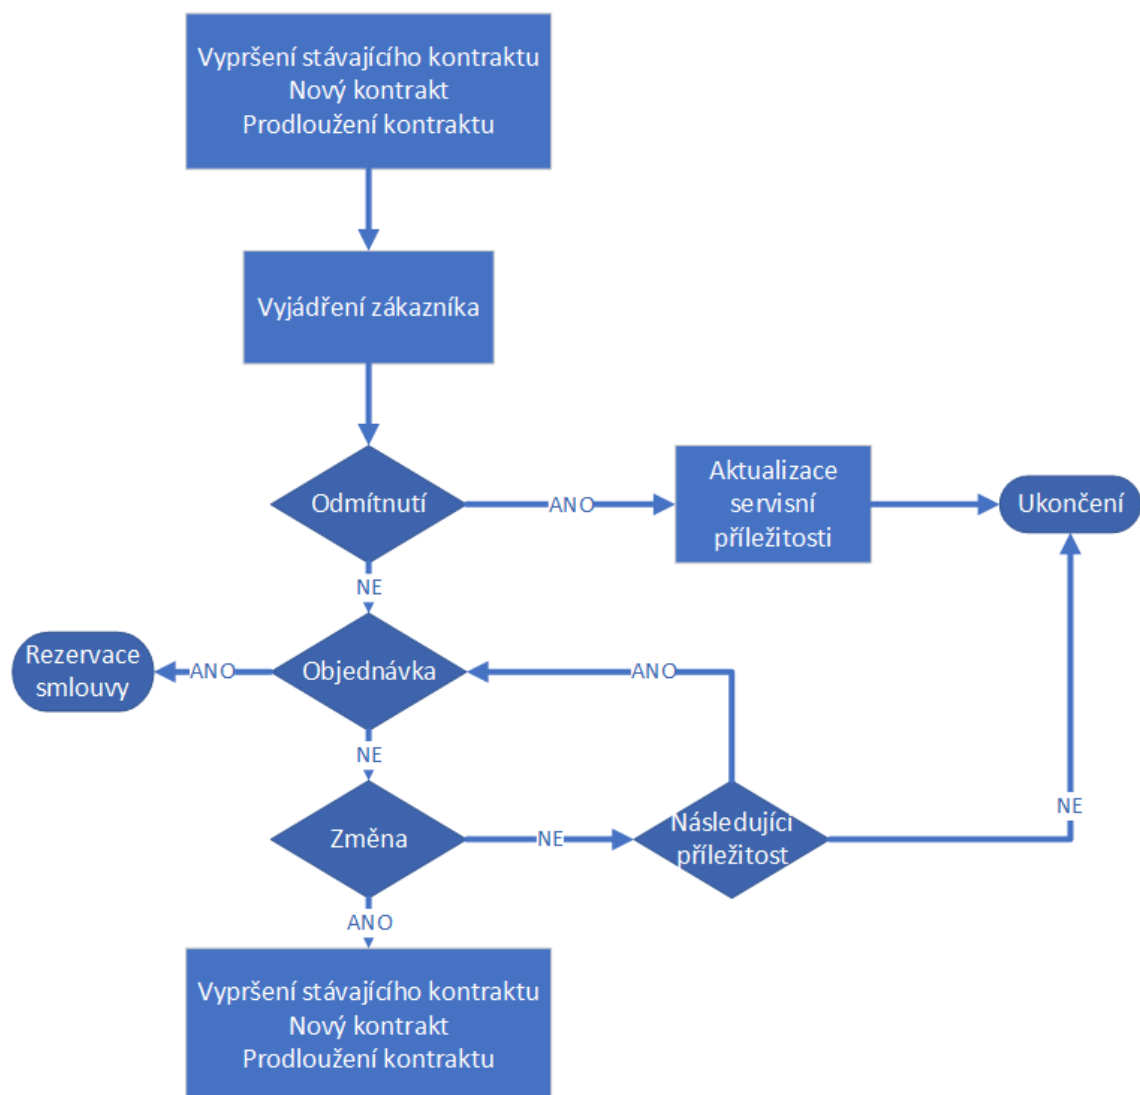 Vypršení stávajícího kontraktu
Nový kontrakt
Prodloužení kontraktu
Vyjádření zákazníka
Odmítnutí
ANO
Aktualizace
servisní
příležitosti
Ukončení
NE
Rezervace
smlouvy
ANO
Objednávka
ANO
NE
Změna
NE
Následující
příležitost
NE
ANO
Vypršení stávajícího kontraktu
Nový kontrakt
Prodloužení kontraktu